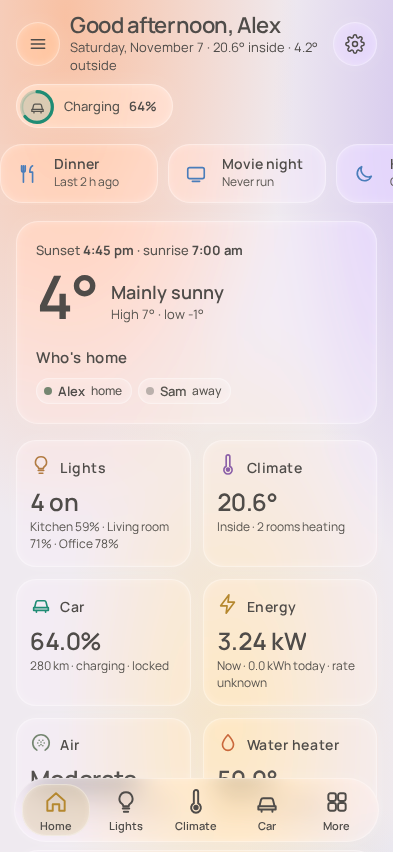 Good afternoon, Alex
Saturday, November 7 · 20.6° inside · 4.2°
outside
Charging 64%
Dinner
Last 2 h ago
Movie night
Never run
Sunset 4:45 pm · sunrise 7:00 am
4°
Mainly sunny
High 7° · low -1°
Who's home
Alex home
Sam away
Lights
4 on
Kitchen 59% · Living room
71% · Office 78%
Climate
20.6°
Inside · 2 rooms heating
Car
64.0%
280 km · charging · locked
Energy
3.24 kW
Now · 0.0 kWh today · rate
unknown
Air
Moderate
Water heater
Home
Lights
Climate
Car
More